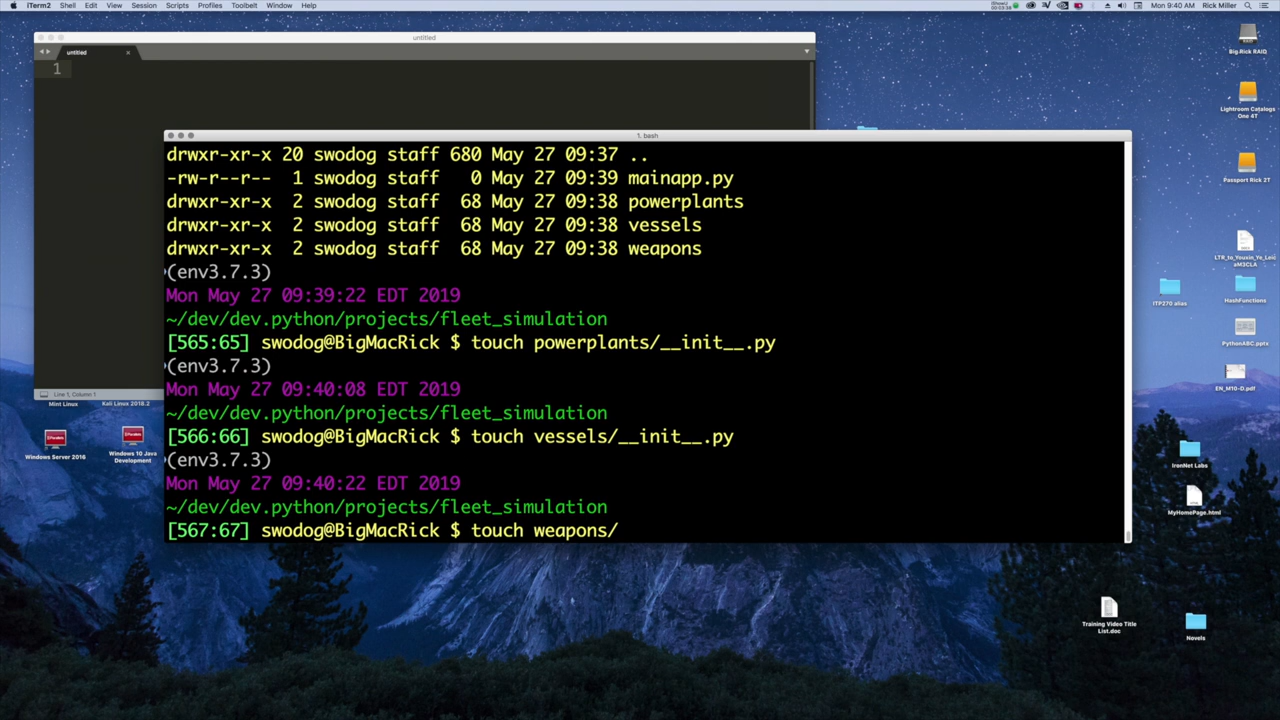 iTerm2 Shell Edit View Session Scripts Profiles Toolbelt Window Help
Mon 9:40 AM Rick Miller
untitled
untitled
1
Line 1, Column 1
1. bash
drwxr-xr-x 20 swodog staff 680 May 27 09:37 ..
-rw-r--r-- 1 swodog staff 0 May 27 09:39 mainapp.py
drwxr-xr-x 2 swodog staff 68 May 27 09:38 powerplants
drwxr-xr-x 2 swodog staff 68 May 27 09:38 vessels
drwxr-xr-x 2 swodog staff 68 May 27 09:38 weapons
(env3.7.3)
Mon May 27 09:39:22 EDT 2019
~/dev/dev.python/projects/fleet_simulation
[565:65] swodog@BigMacRick $ touch powerplants/__init__.py
(env3.7.3)
Mon May 27 09:40:08 EDT 2019
~/dev/dev.python/projects/fleet_simulation
[566:66] swodog@BigMacRick $ touch vessels/__init__.py
(env3.7.3)
Mon May 27 09:40:22 EDT 2019
~/dev/dev.python/projects/fleet_simulation
[567:67] swodog@BigMacRick $ touch weapons/
Mint Linux
Kali Linux 2018.2
Windows Server 2016
Windows 10 Java
Development
Big Rick RAID
Lightroom Catalogs
One 4T
Passport Rick 2T
ITP270 alias
HashFunctions
PythonABC.ppts
EN_M10-D.pdf
IronNet Labs
MyHomePage.html
Training Video Title
List.doc
Novels